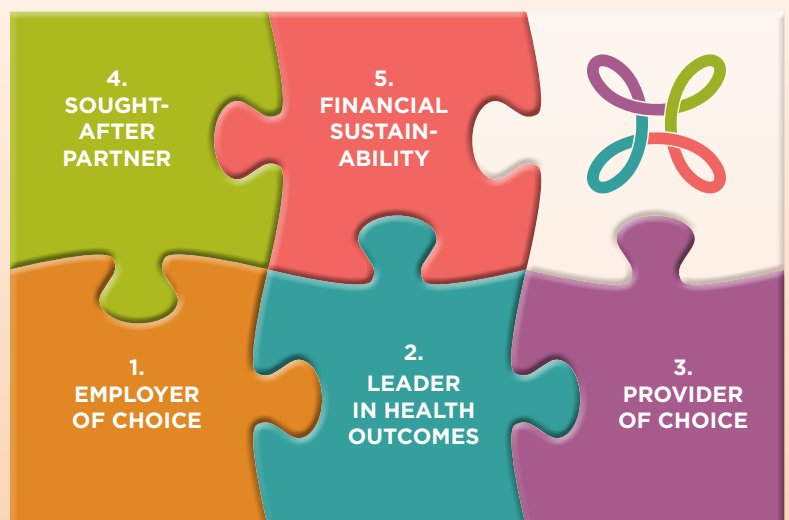 4.
SOUGHT-
AFTER
PARTNER
5.
FINANCIAL
SUSTAIN-
ABILITY
1.
EMPLOYER
OF CHOICE
2.
LEADER
IN HEALTH
OUTCOMES
3.
PROVIDER
OF CHOICE